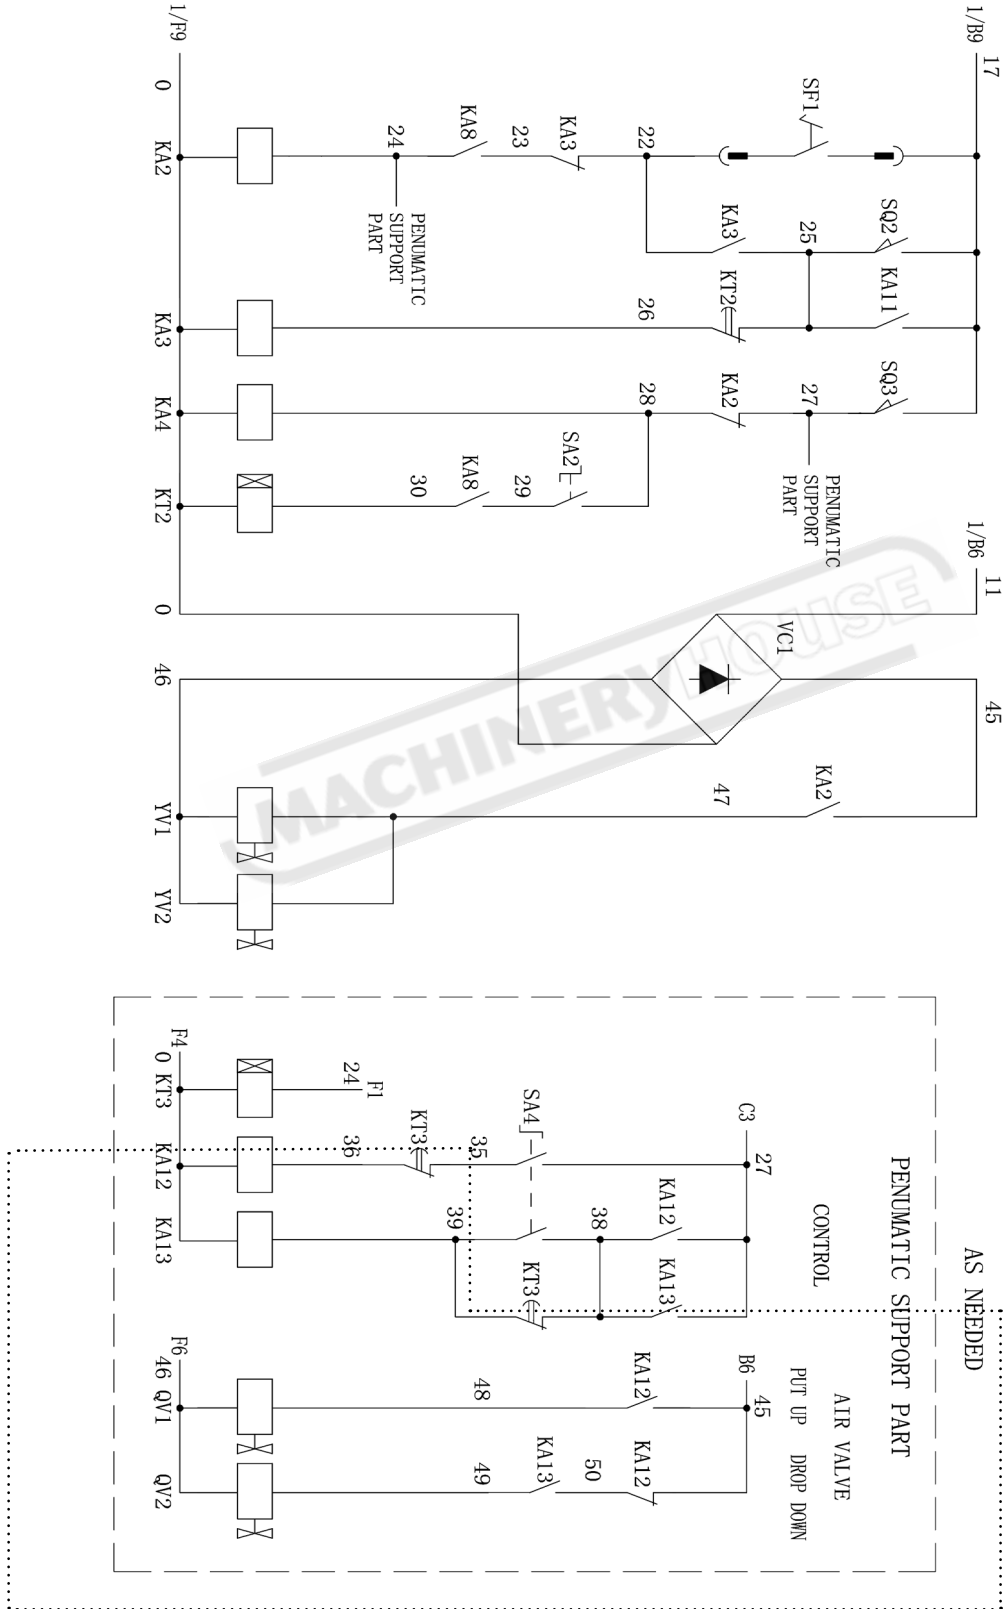 1/B9
17
SF1
22
KA3
23
KA8
24
PENUMATIC
SUPPORT
PART
KA2
0
1/F9
SQ2
25
KA3
KA11
KT2
26
KA3
SQ3
27
PENUMATIC
SUPPORT
PART
KA2
28
KA4
SA2
29
KA8
30
KT2
1/B6
11
0
VC1
45
46
KA2
47
YV1
YV2
MACHINERYHOUSE
AS NEEDED
PENUMATIC SUPPORT PART
CONTROL
AIR VALVE
PUT UP
DROP DOWN
C3
27
F1
24
F4
0
KT3
SA4
35
KT3
36
KA12
KA12
38
39
KA13
KA13
KT3
B6
45
KA12
48
F6
46
QV1
KA12
50
KA13
49
QV2